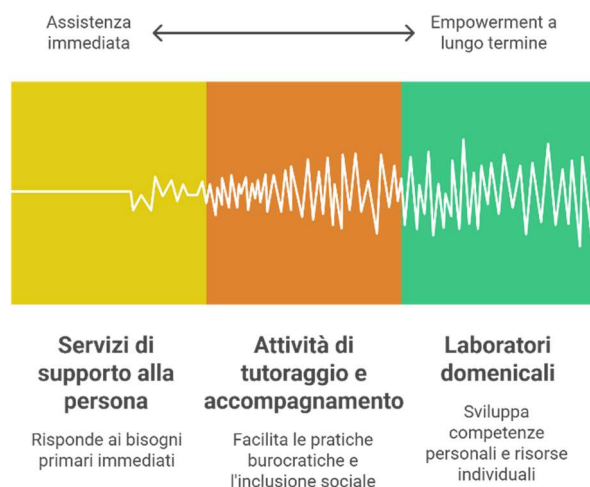 Assistenza
immediata
Empowerment a
lungo termine
Servizi di
supporto alla
persona
Risponde ai bisogni
primari immediati
Attività di
tutoraggio e
accompagnamento
Facilita le pratiche
burocratiche e
l'inclusione sociale
Laboratori
domenicali
Sviluppa
competenze
personali e risorse
individuali